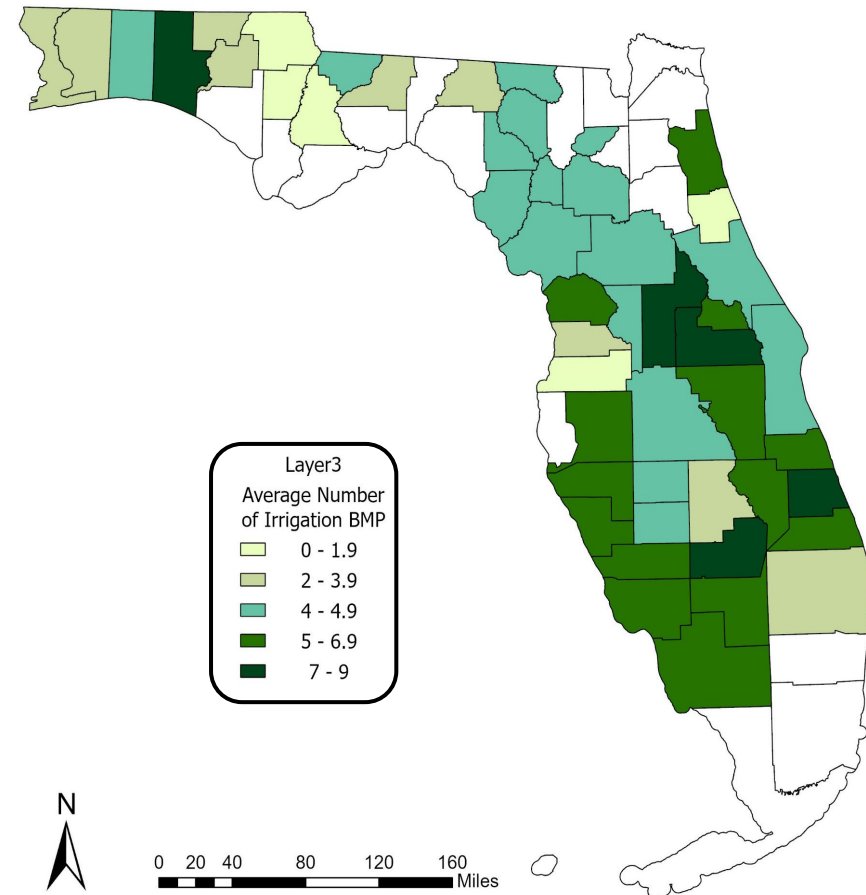 Layer3
Average Number
of Irrigation BMP
0 - 1.9
2 - 3.9
4 - 4.9
5 - 6.9
7 - 9
N
0 20 40 80 120 160
Miles